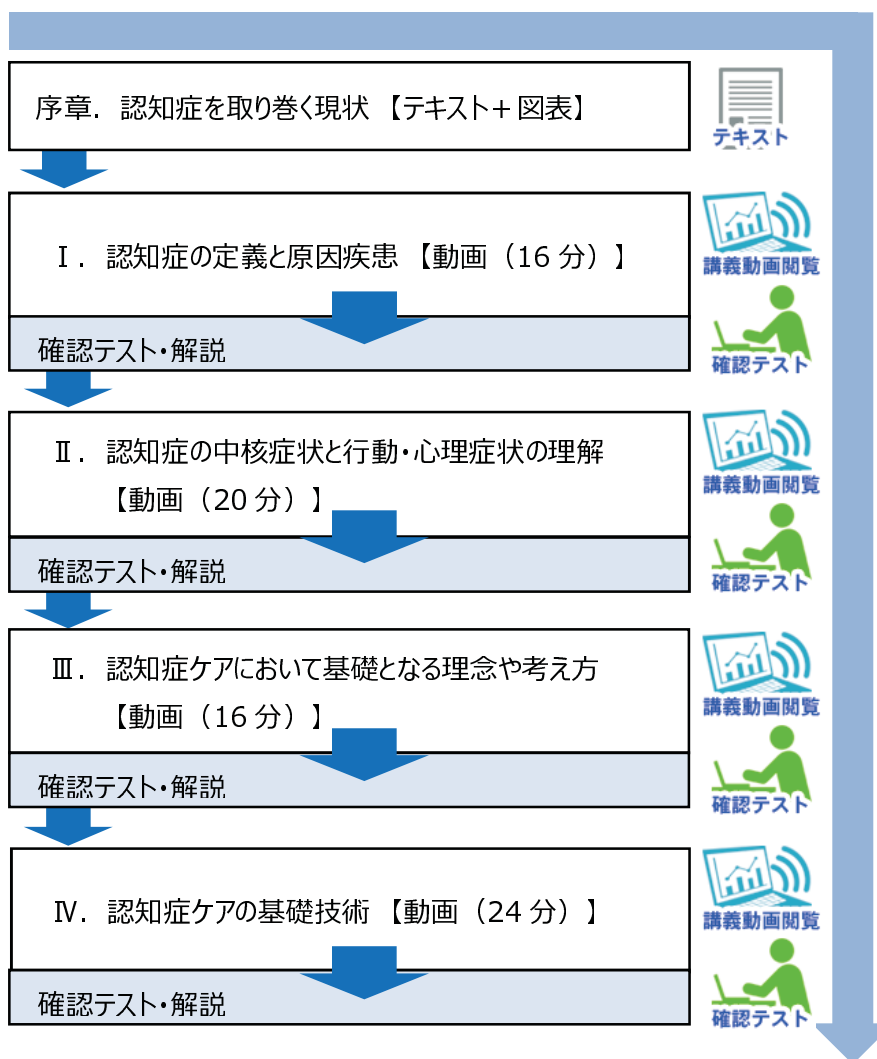 序章．認知症を取り巻く現状 【テキスト＋図表】
テキスト
Ⅰ．認知症の定義と原因疾患 【動画（16 分）】
講義動画閲覧
確認テスト・解説
確認テスト
Ⅱ．認知症の中核症状と行動・心理症状の理解
【動画（20 分）】
講義動画閲覧
確認テスト・解説
確認テスト
Ⅲ．認知症ケアにおいて基礎となる理念や考え方
【動画（16 分）】
講義動画閲覧
確認テスト・解説
確認テスト
Ⅳ．認知症ケアの基礎技術 【動画（24 分）】
講義動画閲覧
確認テスト・解説
確認テスト